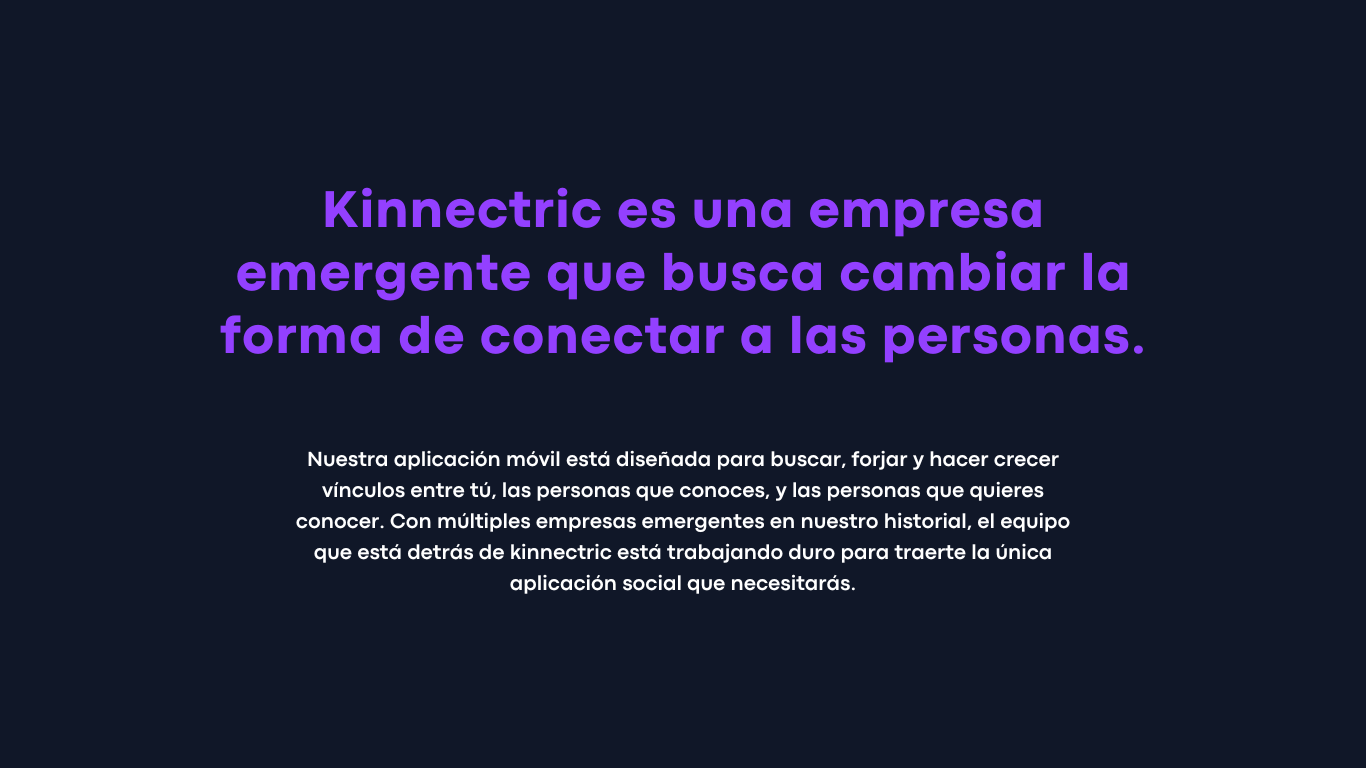 Kinnectric es una empresa
emergente que busca cambiar la
forma de conectar a las personas.
Nuestra aplicación móvil está diseñada para buscar, forjar y hacer crecer
vínculos entre tú, las personas que conoces, y las personas que quieres
conocer. Con múltiples empresas emergentes en nuestro historial, el equipo
que está detrás de kinnectric está trabajando duro para traerte la única
aplicación social que necesitarás.